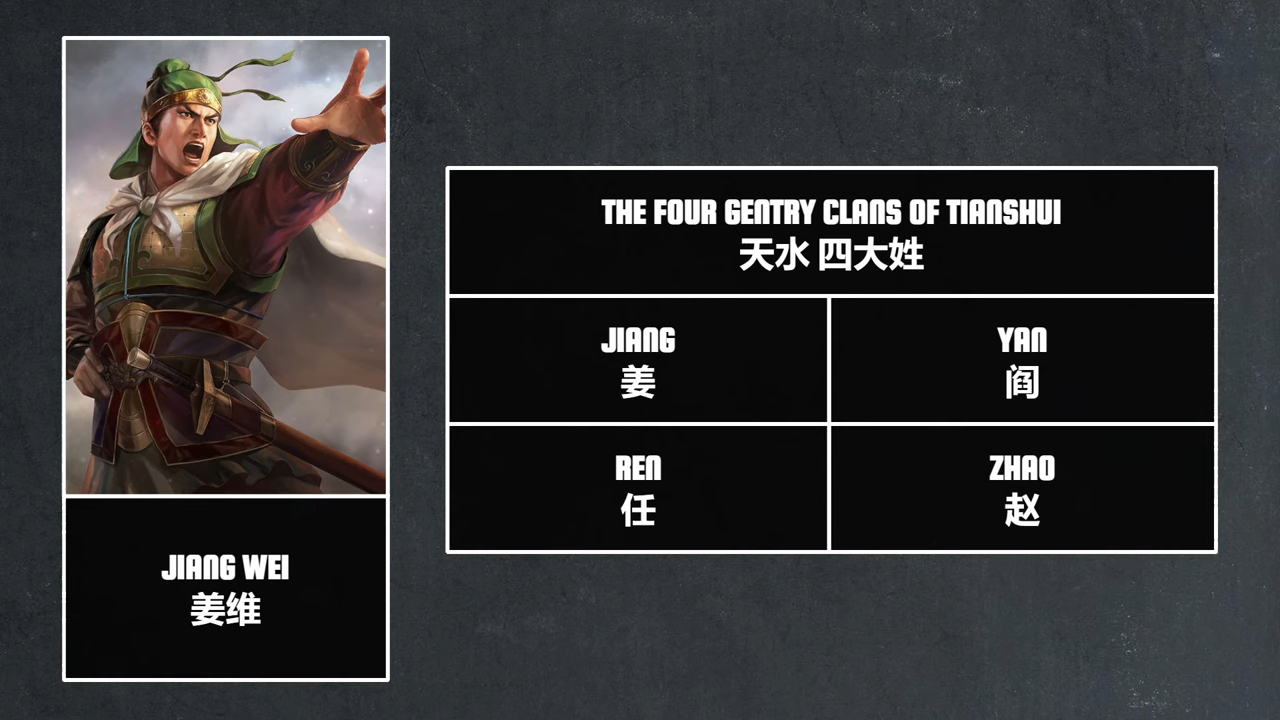 JIANG WEI
姜维
THE FOUR GENTRY CLANS OF TIANSHUI
天水 四大姓
JIANG
姜
YAN
阎
REN
任
ZHAO
赵